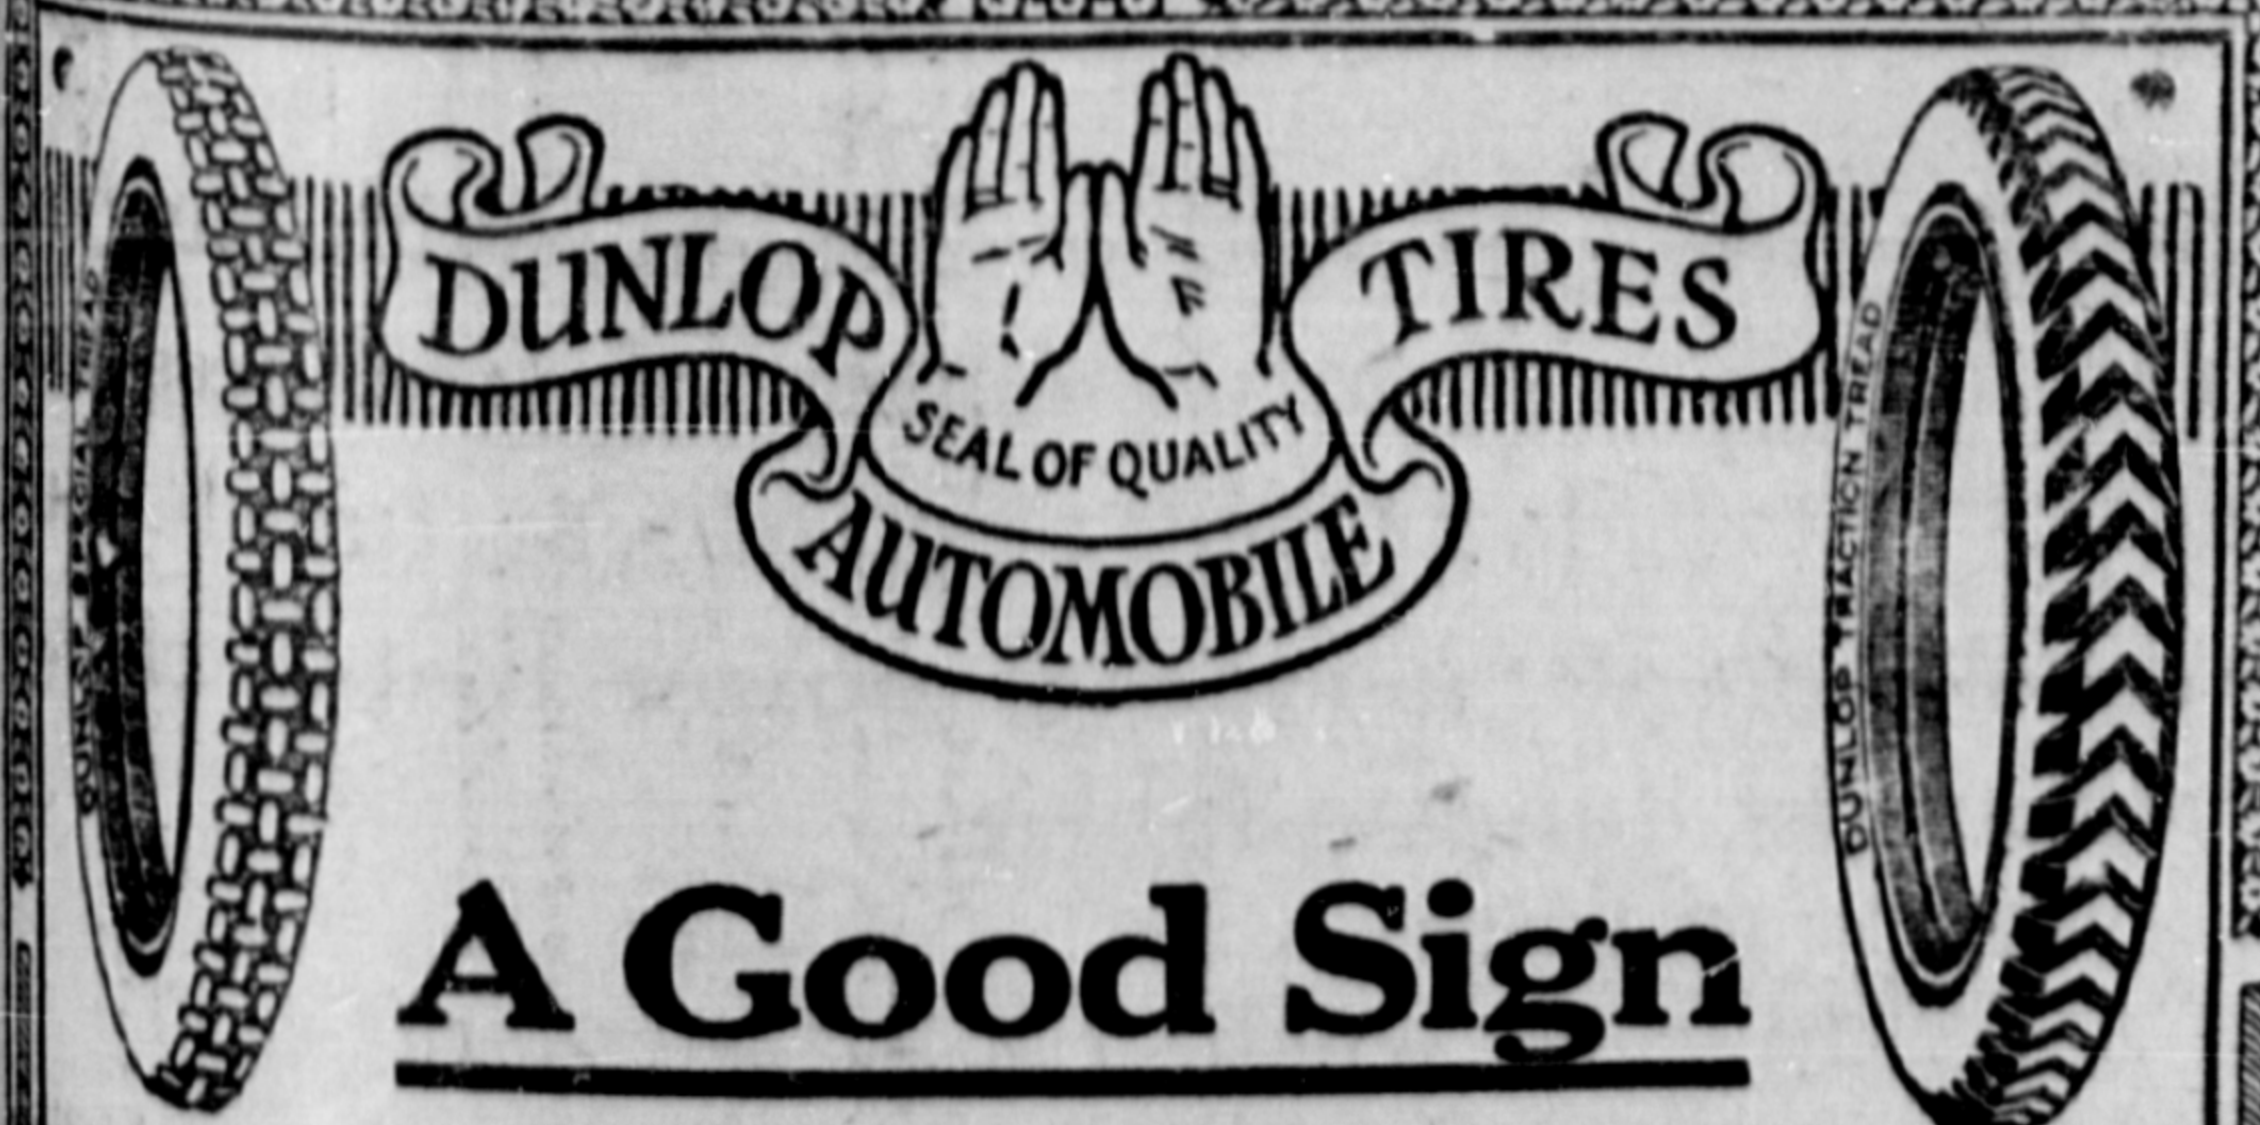 DUNLOP
TIRES
SEAL OF QUALITY
AUTOMOBILE
DUNLOP SPECIAL TREAD
DUNLOP TRACTION TREAD
A Good Sign